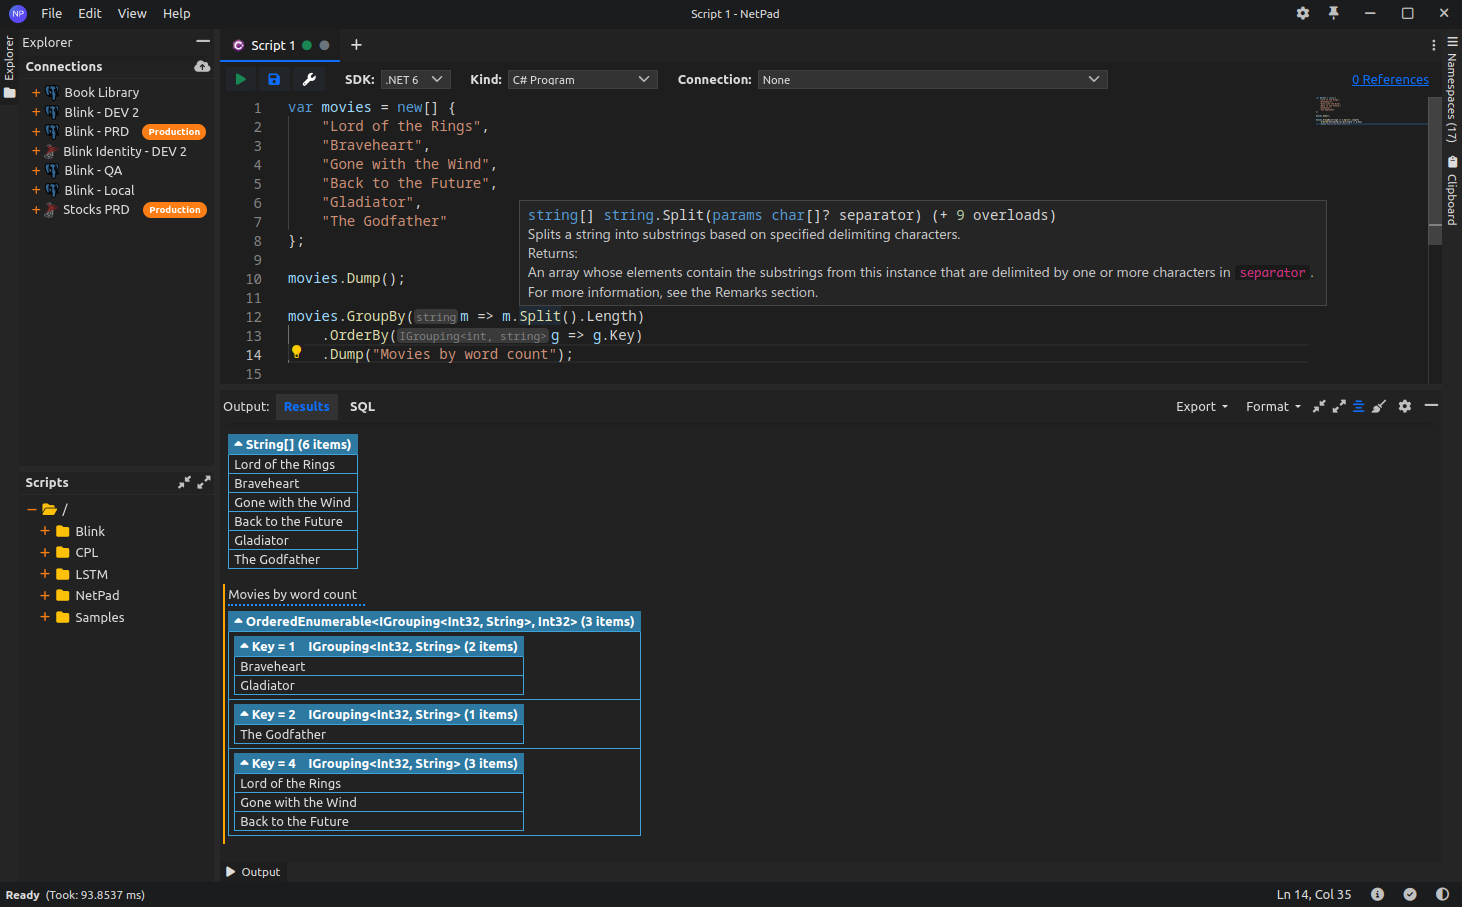 NP File Edit View Help
Script 1 - NetPad
Explorer
Explorer
Connections
Book Library
Blink - DEV 2
Blink - PRD Production
Blink Identity - DEV 2
Blink - QA
Blink - Local
Stocks PRD Production
Scripts
/
Blink
CPL
LSTM
NetPad
Samples
Script 1
SDK: .NET 6 Kind: C# Program Connection: None 0 References
1 var movies = new[] {
2 "Lord of the Rings",
3 "Braveheart",
4 "Gone with the Wind",
5 "Back to the Future",
6 "Gladiator",
7 "The Godfather"
8 };
9
10 movies.Dump();
11
12 movies.GroupBy(string m => m.Split().Length)
13 .OrderBy(IGrouping<int, string> g => g.Key)
14 .Dump("Movies by word count");
15
string[] string.Split(params char[]? separator) (+ 9 overloads)
Splits a string into substrings based on specified delimiting characters.
Returns:
An array whose elements contain the substrings from this instance that are delimited by one or more characters in separator.
For more information, see the Remarks section.
Namespaces (17)
Clipboard
Output: Results SQL Export Format
String[] (6 items)
Lord of the Rings
Braveheart
Gone with the Wind
Back to the Future
Gladiator
The Godfather
Movies by word count
OrderedEnumerable<IGrouping<Int32, String>, Int32> (3 items)
Key = 1 IGrouping<Int32, String> (2 items)
Braveheart
Gladiator
Key = 2 IGrouping<Int32, String> (1 items)
The Godfather
Key = 4 IGrouping<Int32, String> (3 items)
Lord of the Rings
Gone with the Wind
Back to the Future
Output
Ready (Took: 93.8537 ms)
Ln 14, Col 35